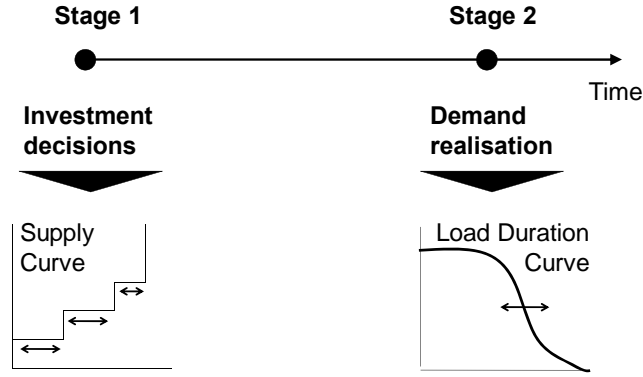 Stage 1
Stage 2
Time
Investment
decisions
Demand
realisation
Supply
Curve
Load Duration
Curve